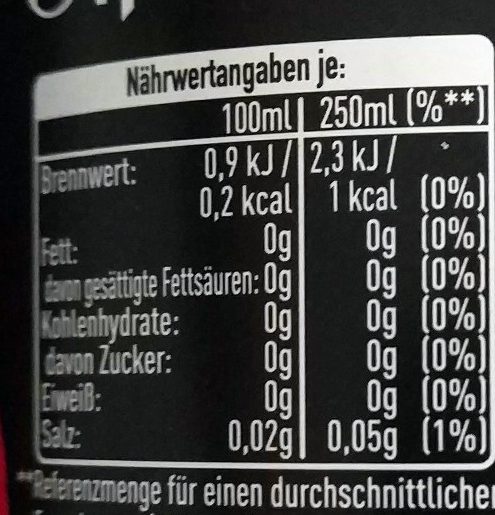 Nährwertangaben je:
100ml 250ml (%**)
Brennwert: 0,9 kJ / 2,3 kJ /
0,2 kcal 1 kcal (0%)
Fett: 0g 0g (0%)
davon gesättigte Fettsäuren: 0g 0g (0%)
Kohlenhydrate: 0g 0g (0%)
davon Zucker: 0g 0g (0%)
Eiweiß: 0g 0g (0%)
Salz: 0,02g 0,05g (1%)
**Referenzmenge für einen durchschnittlichen